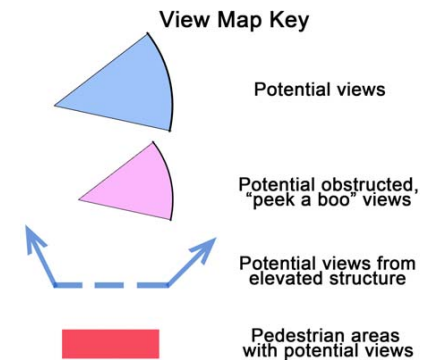 View Map Key
Potential views
Potential obstructed,
"peek a boo" views
Potential views from
elevated structure
Pedestrian areas
with potential views